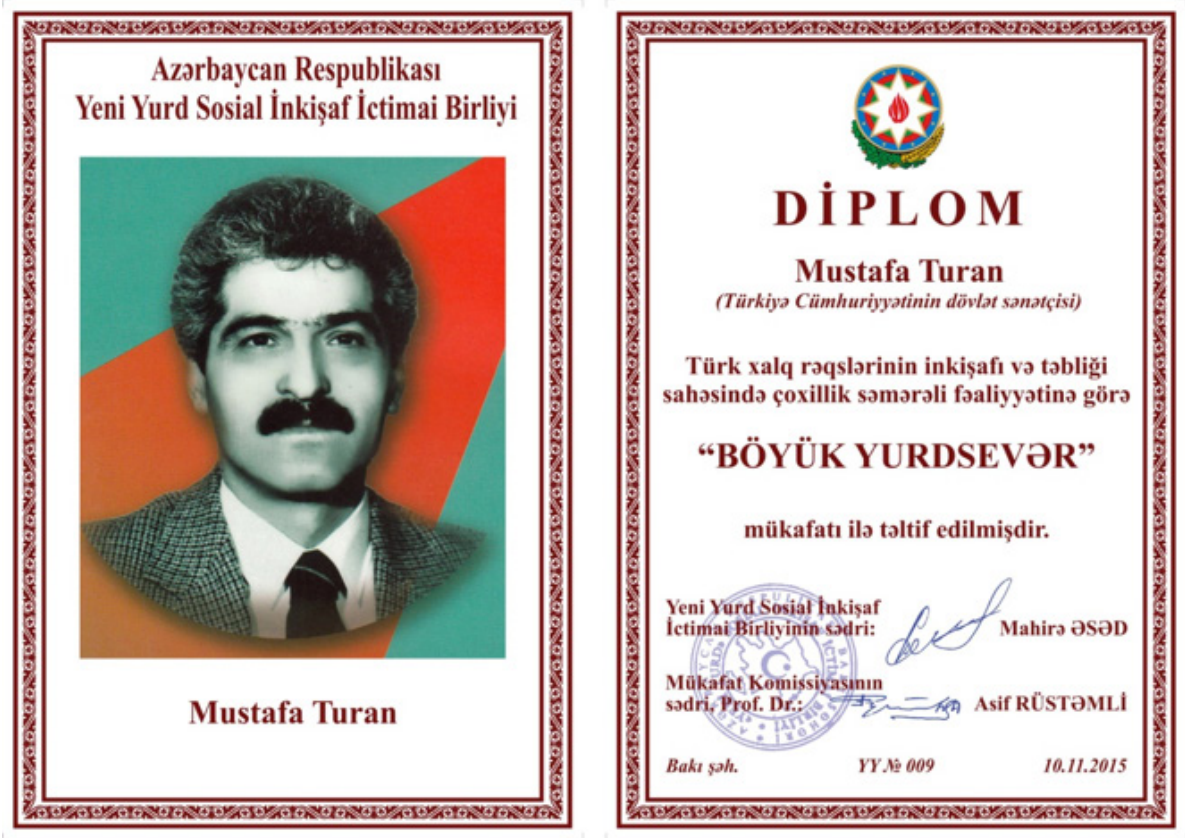 Azərbaycan Respublikası
Yeni Yurd Sosial İnkişaf İctimai Birliyi
Mustafa Turan
DİPLOM
Mustafa Turan
(Türkiyə Cümhuriyyətinin dövlət sənətçisi)
Türk xalq rəqslərinin inkişafı və təbliği
sahəsində çoxillik səmərəli fəaliyyətinə görə
“BÖYÜK YURDSEVƏR”
mükafatı ilə təltif edilmişdir.
Yeni Yurd Sosial İnkişaf
İctimai Birliyinin sədri: Mahirə ƏSƏD
Mükafat Komissiyasının
sədri, Prof. Dr.: Asif RÜSTƏMLİ
Bakı şəh. YY № 009 10.11.2015